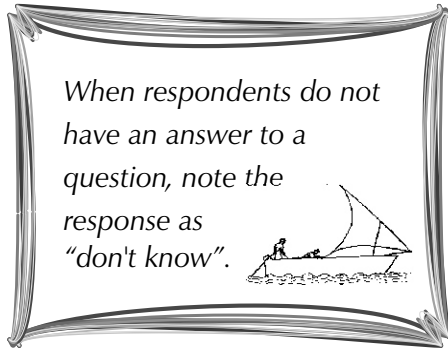 When respondents do not
have an answer to a
question, note the
response as
“don't know”.